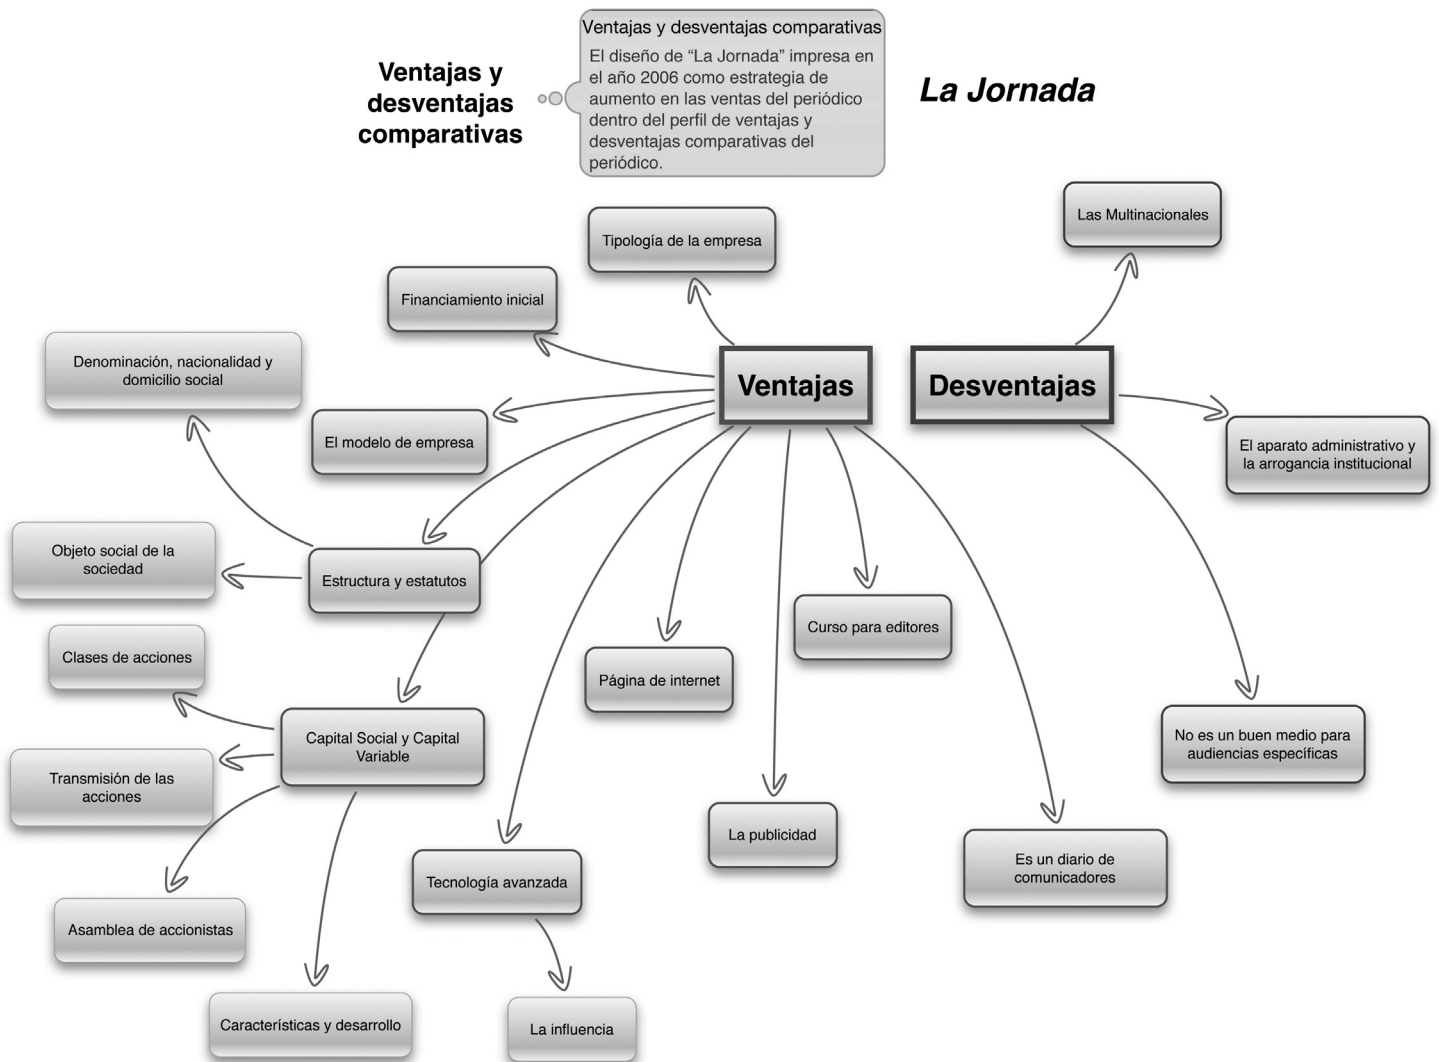 Ventajas y
desventajas
comparativas
Ventajas y desventajas comparativas
El diseño de “La Jornada” impresa en
el año 2006 como estrategia de
aumento en las ventas del periódico
dentro del perfil de ventajas y
desventajas comparativas del
periódico.
La Jornada
Las Multinacionales
Tipología de la empresa
Financiamiento inicial
Denominación, nacionalidad y
domicilio social
Ventajas
Desventajas
El modelo de empresa
El aparato administrativo y
la arrogancia institucional
Objeto social de la
sociedad
Estructura y estatutos
Curso para editores
Clases de acciones
Página de internet
Capital Social y Capital
Variable
No es un buen medio para
audiencias específicas
Transmisión de las
acciones
La publicidad
Es un diario de
comunicadores
Tecnología avanzada
Asamblea de accionistas
Características y desarrollo
La influencia